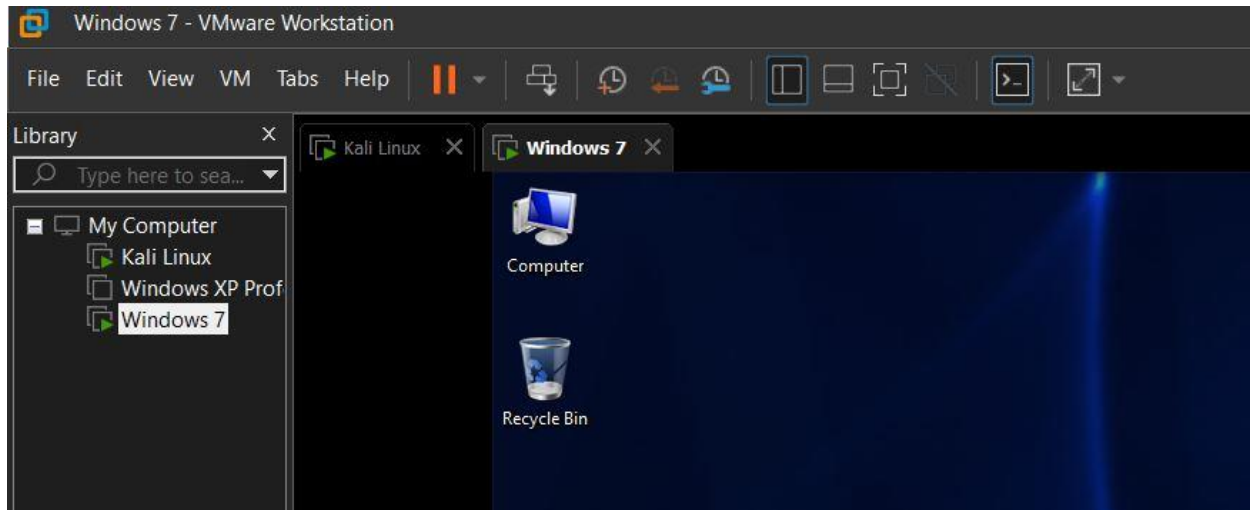 Windows 7 - VMware Workstation
File Edit View VM Tabs Help
Library
Type here to sea...
My Computer
Kali Linux
Windows XP Prof
Windows 7
Kali Linux
Windows 7
Computer
Recycle Bin